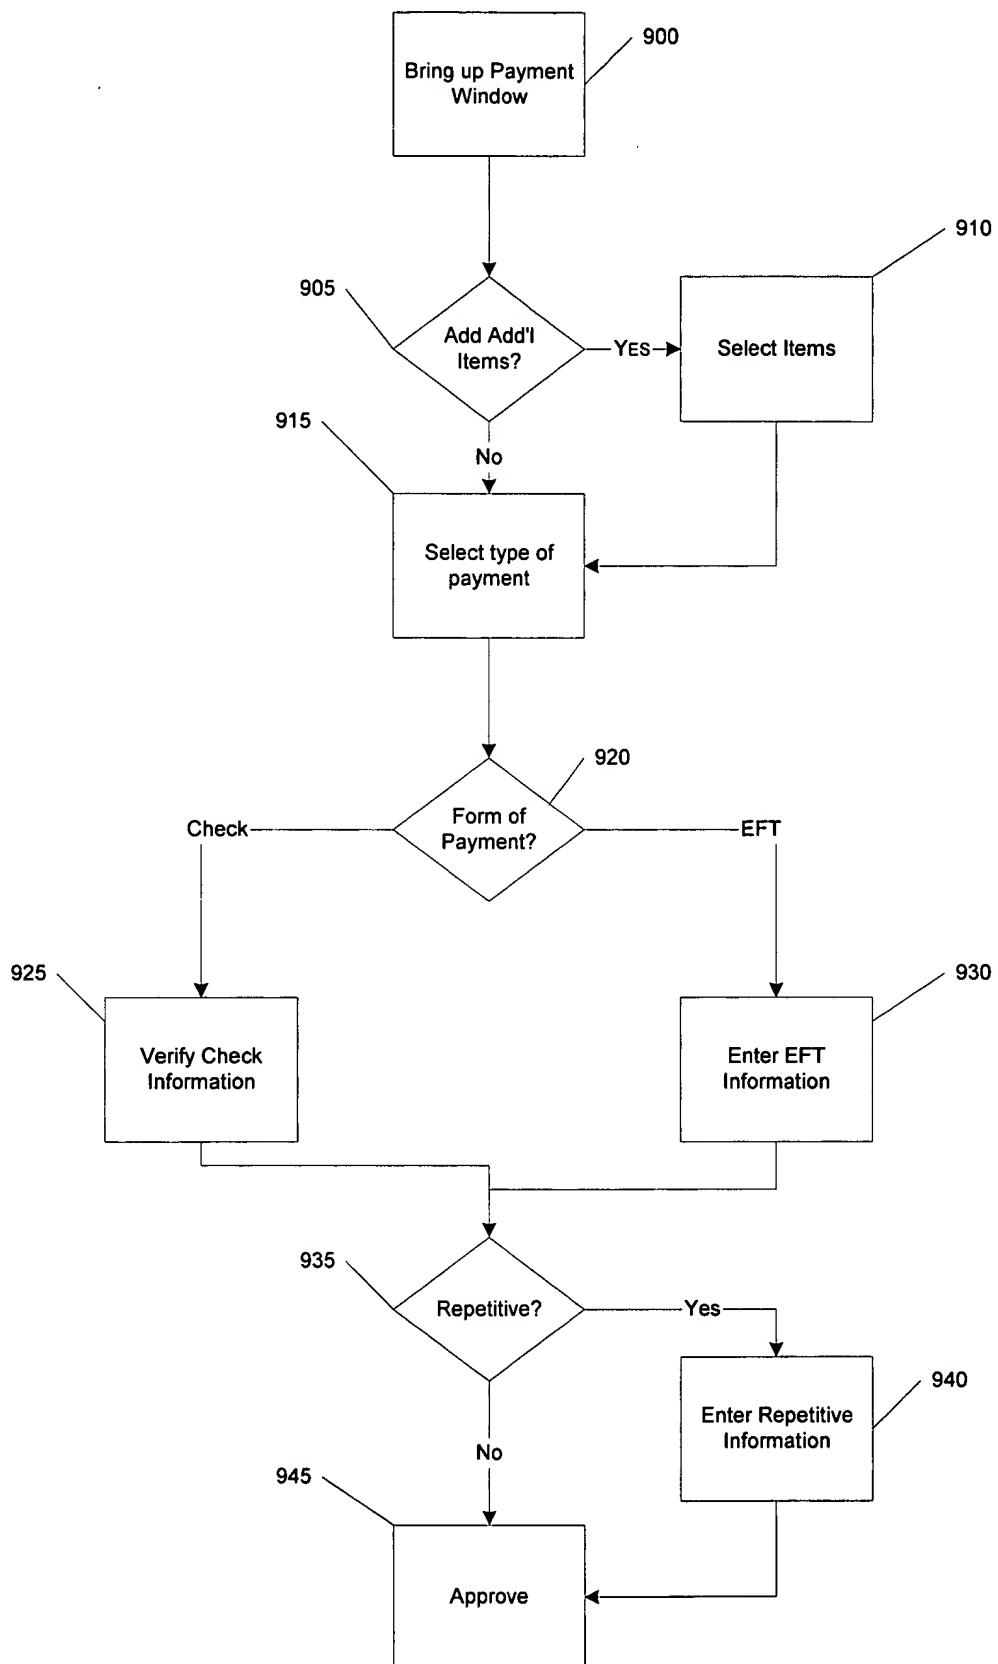 900
Bring up Payment
Window
910
905
Add Add'l
Items?
YES
Select Items
915
No
Select type of
payment
920
Form of
Payment?
Check
EFT
925
930
Verify Check
Information
Enter EFT
Information
935
Repetitive?
Yes
940
Enter Repetitive
Information
No
945
Approve